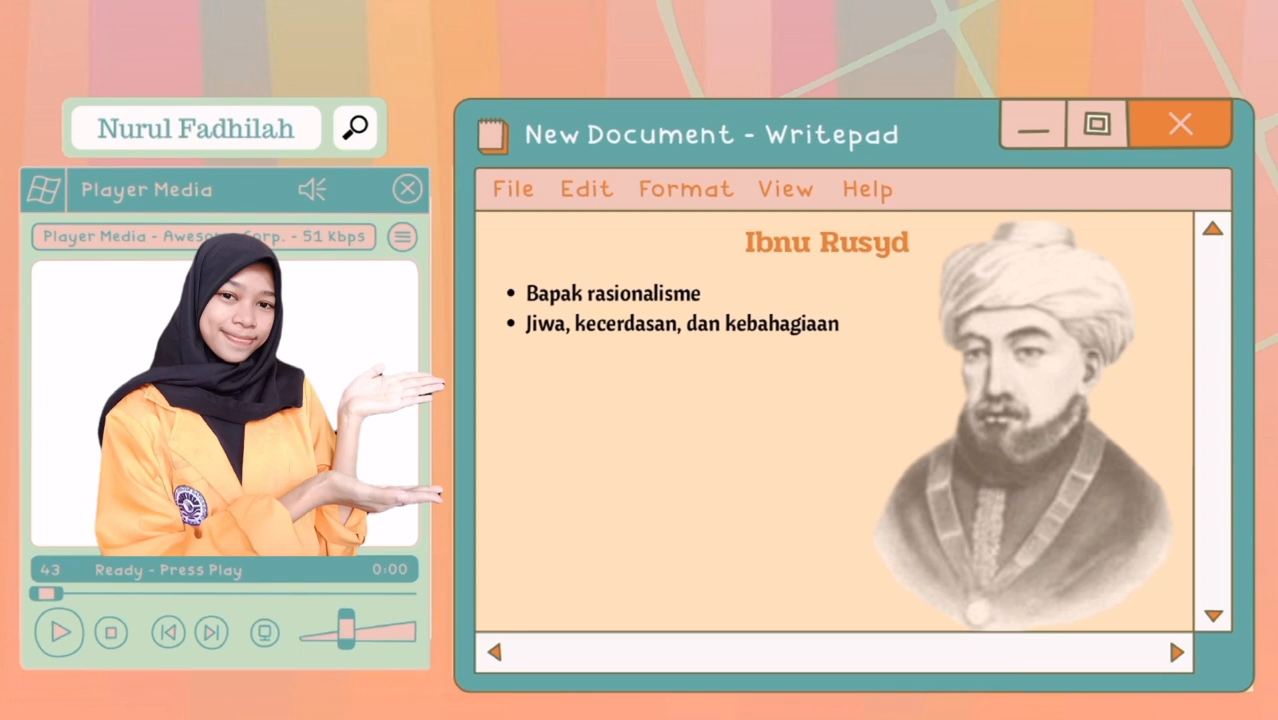 Nurul Fadhilah
Player Media
Player Media - Corp. - 51 Kbps
43 Ready - Press Play 0:00
New Document - Writepad
File Edit Format View Help
Ibnu Rusyd
• Bapak rasionalisme
• Jiwa, kecerdasan, dan kebahagiaan